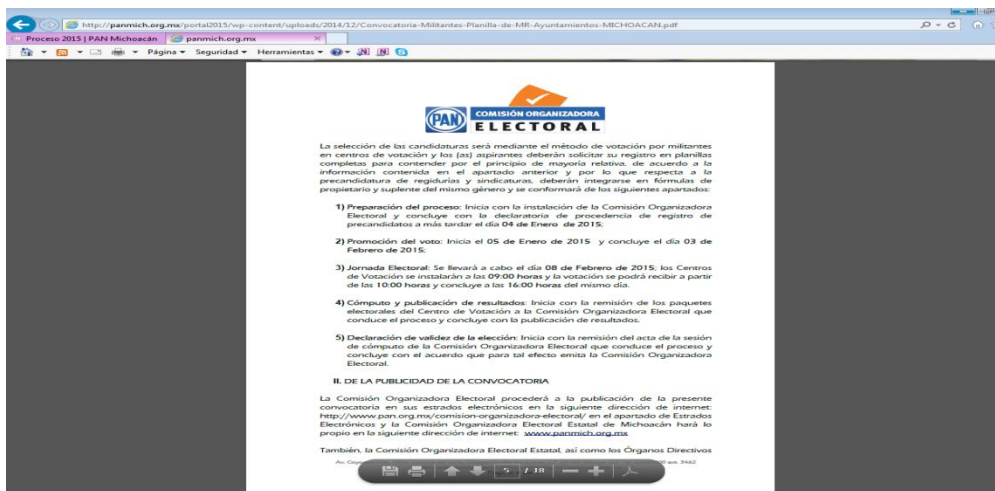 http://panmich.org.mx/portal2015/wp-content/uploads/2014/12/Convocatoria-Militantes-Planilla-de-MR-Ayuntamientos-MICHOACAN.pdf
Proceso 2015 | PAN Michoacán
panmich.org.mx
Página Seguridad Herramientas
PAN
COMISIÓN ORGANIZADORA
ELECTORAL
La selección de las candidaturas será mediante el método de votación por militantes
en centros de votación y los (as) aspirantes deberán solicitar su registro en planillas
completas para contender por el principio de mayoría relativa, de acuerdo a la
información contenida en el apartado anterior y por lo que respecta a la
precandidatura de regidurías y sindicaturas, deberán integrarse en fórmulas de
propietario y suplente del mismo género y se conformará de los siguientes apartados:
1) Preparación del proceso: Inicia con la instalación de la Comisión Organizadora
Electoral y concluye con la declaratoria de procedencia de registro de
precandidatos a más tardar el día 04 de Enero de 2015;
2) Promoción del voto: Inicia el 05 de Enero de 2015 y concluye el día 03 de
Febrero de 2015;
3) Jornada Electoral: Se llevará a cabo el día 08 de Febrero de 2015; los Centros
de Votación se instalarán a las 09:00 horas y la votación se podrá recibir a partir
de las 10:00 horas y concluye a las 16:00 horas del mismo día.
4) Cómputo y publicación de resultados: Inicia con la remisión de los paquetes
electorales del Centro de Votación a la Comisión Organizadora Electoral que
conduce el proceso y concluye con la publicación de resultados.
5) Declaración de validez de la elección: Inicia con la remisión del acta de la sesión
de cómputo de la Comisión Organizadora Electoral que conduce el proceso y
concluye con el acuerdo que para tal efecto emita la Comisión Organizadora
Electoral.
II. DE LA PUBLICIDAD DE LA CONVOCATORIA
La Comisión Organizadora Electoral procederá a la publicación de la presente
convocatoria en sus estrados electrónicos en la siguiente dirección de internet:
http://www.pan.org.mx/comision-organizadora-electoral/ en el apartado de Estrados
Electrónicos y la Comisión Organizadora Electoral Estatal de Michoacán hará lo
propio en la siguiente dirección de internet: www.panmich.org.mx
También, la Comisión Organizadora Electoral Estatal, así como los Órganos Directivos
Av. ext. 3462
5 / 18